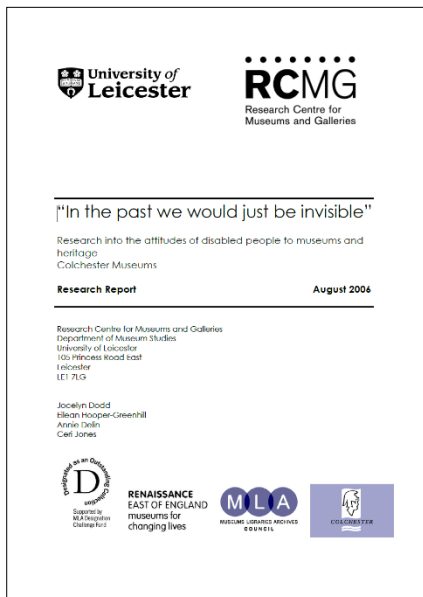 University of
Leicester
RCMG
Research Centre for
Museums and Galleries
“In the past we would just be invisible”
Research into the attitudes of disabled people to museums and
heritage
Colchester Museums
Research Report August 2006
Research Centre for Museums and Galleries
Department of Museum Studies
University of Leicester
105 Princess Road East
Leicester
LE1 7LG
Jocelyn Dodd
Eilean Hooper-Greenhill
Annie Delin
Ceri Jones
Designated as an Outstanding Collection
D
Supported by
MLA Designation
Challenge Fund
RENAISSANCE
EAST OF ENGLAND
museums for
changing lives
MLA
MUSEUMS LIBRARIES ARCHIVES
COUNCIL
COLCHESTER